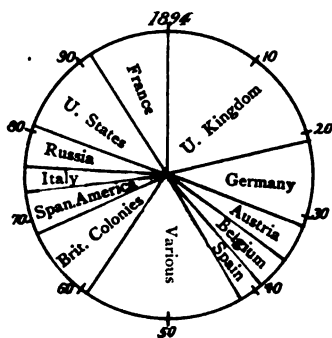 1894
10
20
30
40
50
60
70
80
90
U. Kingdom
Germany
Austria
Belgium
Spain
Various
Brit. Colonies
Span. America
Italy
Russia
U. States
France